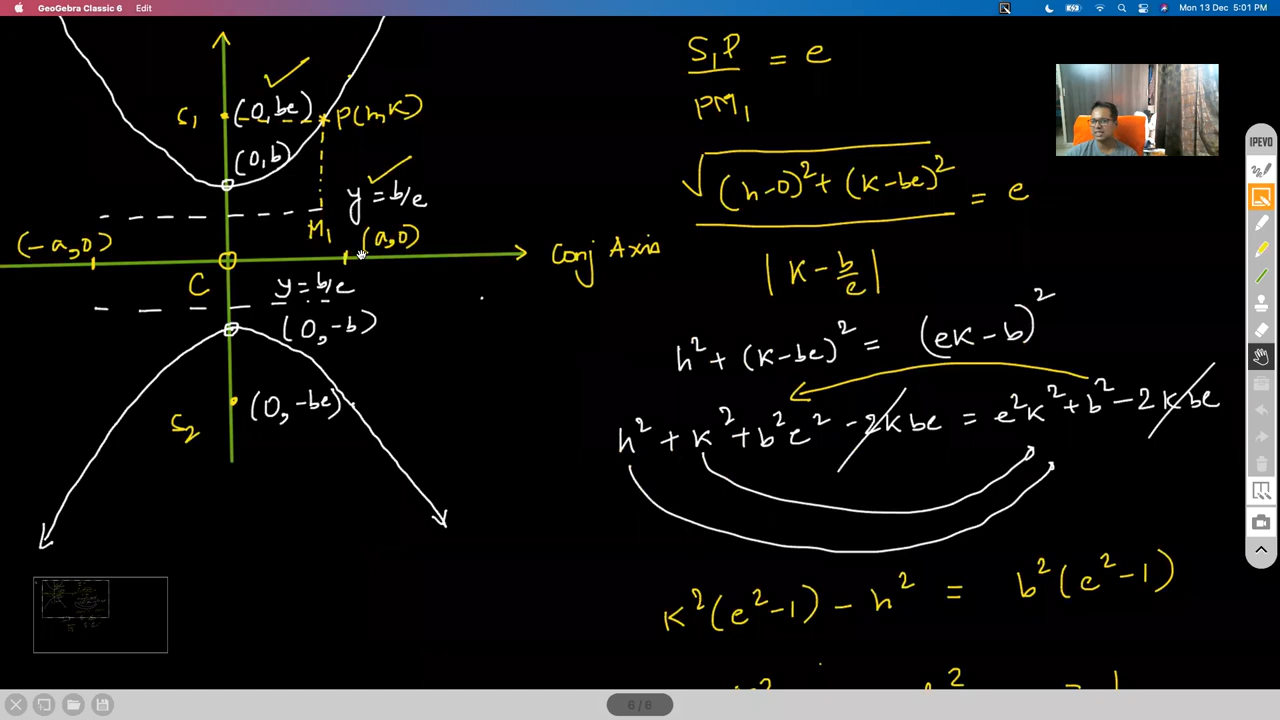 GeoGebra Classic 6 Edit
Mon 13 Dec 5:01 PM
S₁ (0, be) P(h, k)
(0, b)
y = b/e
M₁
(-a, 0) (a, 0)
Conj Axis
C
y = b/e
(0, -b)
S₂ (0, -be)
S₁P / PM₁ = e
√((h-0)² + (k-be)²) / |k - b/e| = e
h² + (k-be)² = (ek-b)²
h² + k² + b²e² - 2kbe = e²k² + b² - 2kbe
k²(e²-1) - h² = b²(e²-1)
IPEVO
6 / 6